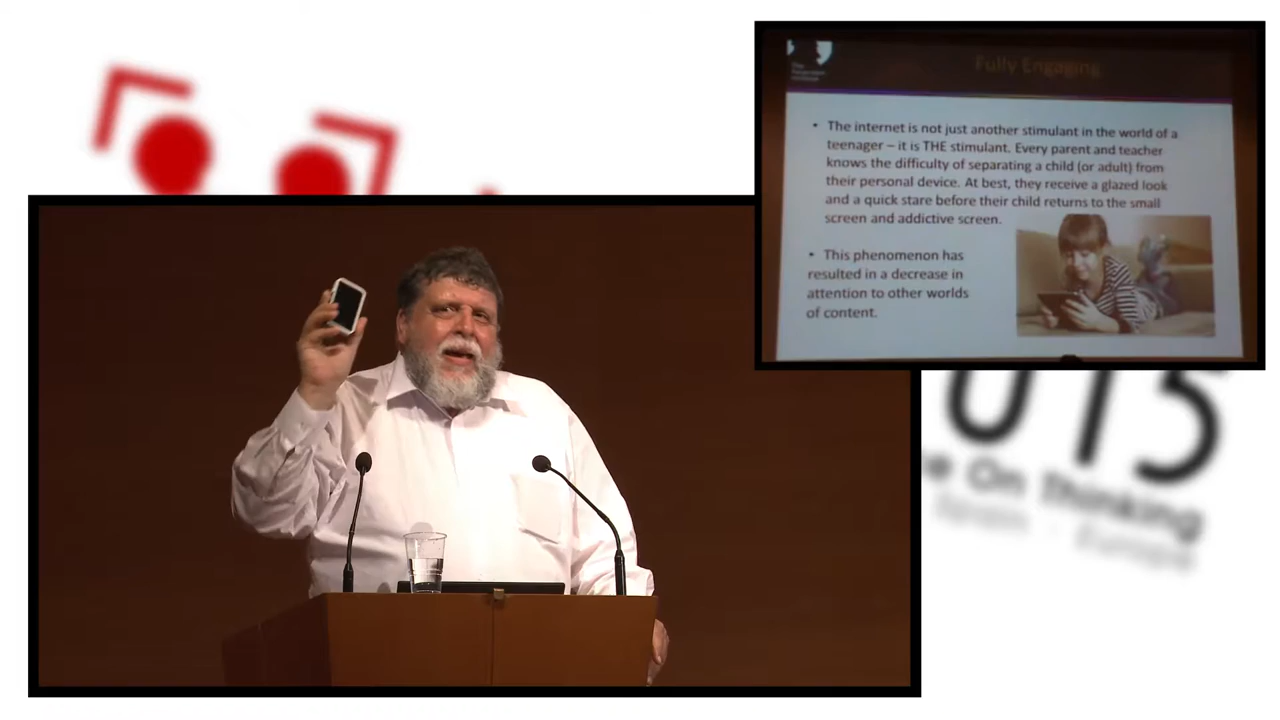 Fully Engaging
• The internet is not just another stimulant in the world of a
teenager – it is THE stimulant. Every parent and teacher
knows the difficulty of separating a child (or adult) from
their personal device. At best, they receive a glazed look
and a quick stare before their child returns to the small
screen and addictive screen.
• This phenomenon has
resulted in a decrease in
attention to other worlds
of content.
015
On Thinking
Europe